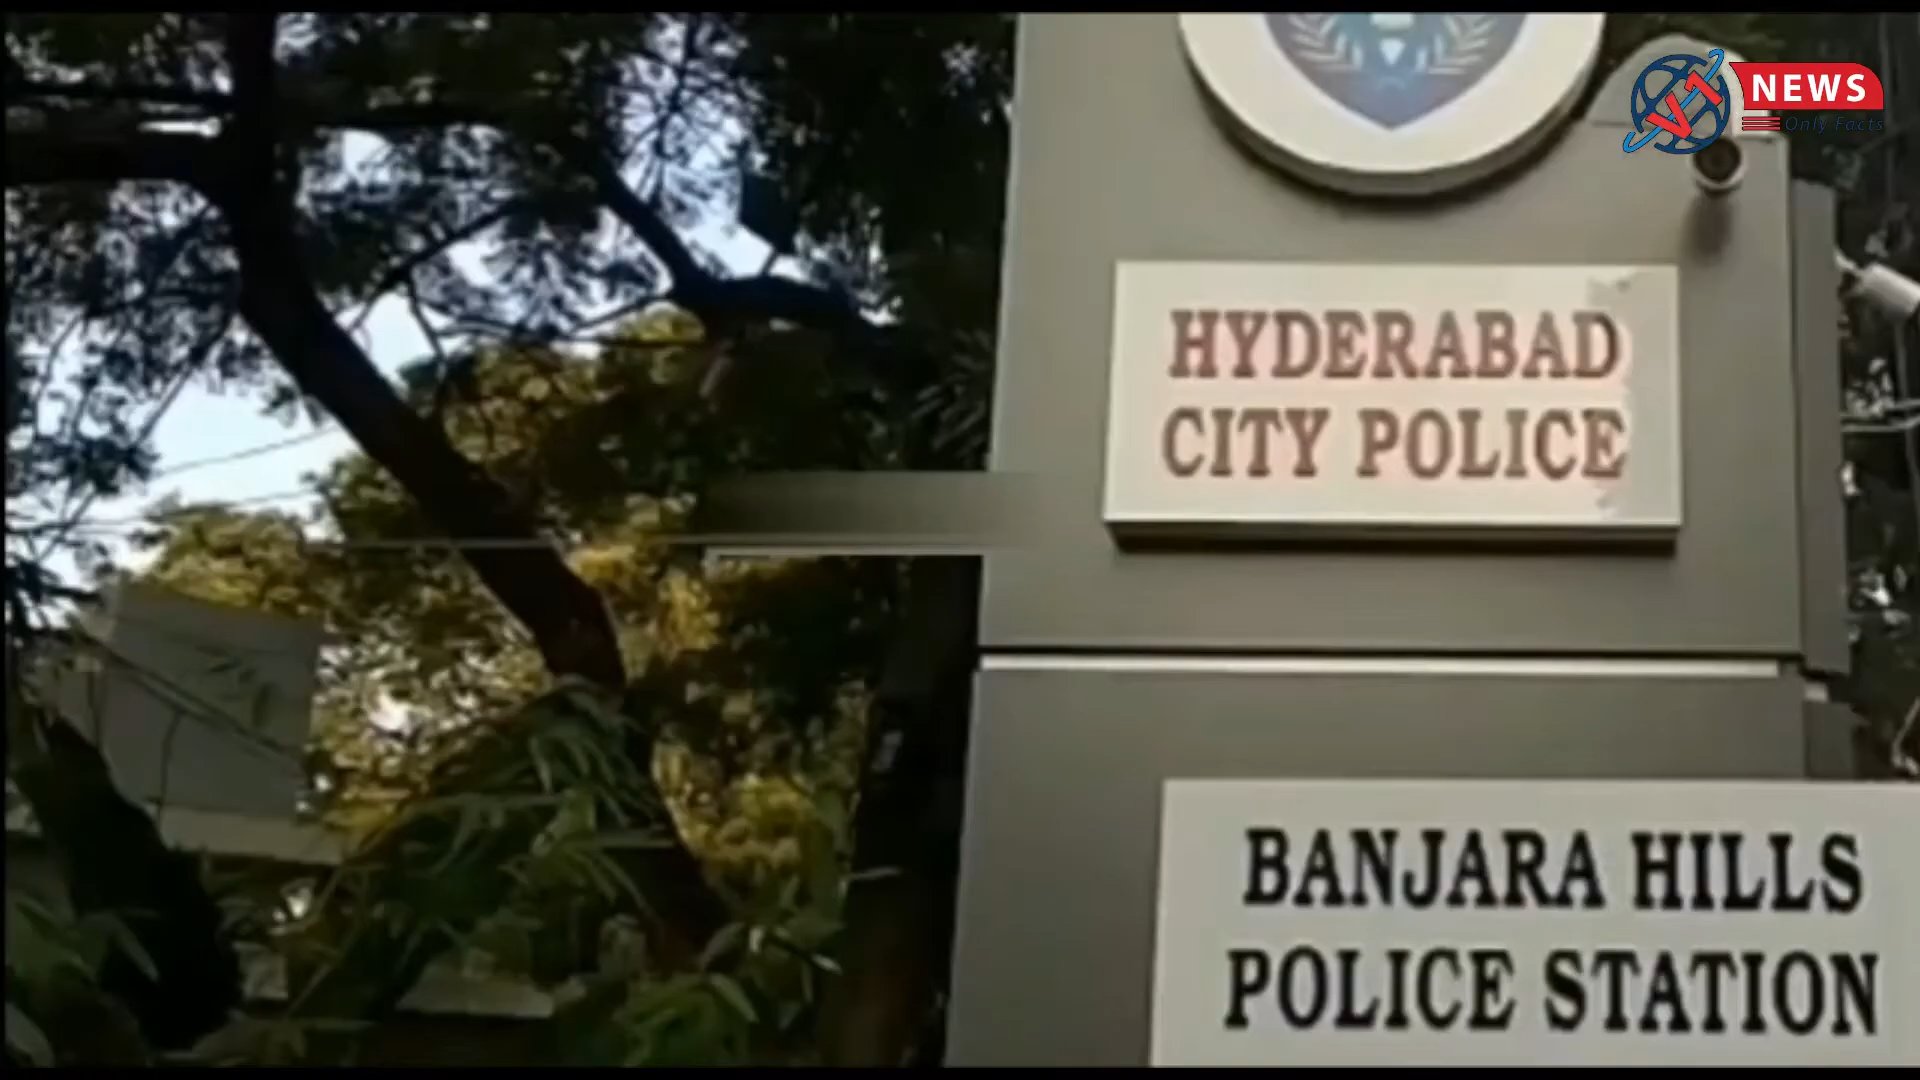 NEWS
Only Facts
HYDERABAD
CITY POLICE
BANJARA HILLS
POLICE STATION